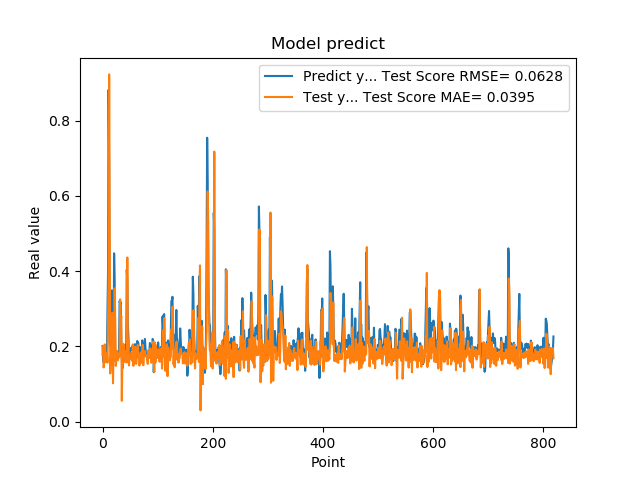 Model predict
Predict y... Test Score RMSE= 0.0628
Test y... Test Score MAE= 0.0395
0.8
0.6
0.4
0.2
0.0
Real value
0 200 400 600 800
Point